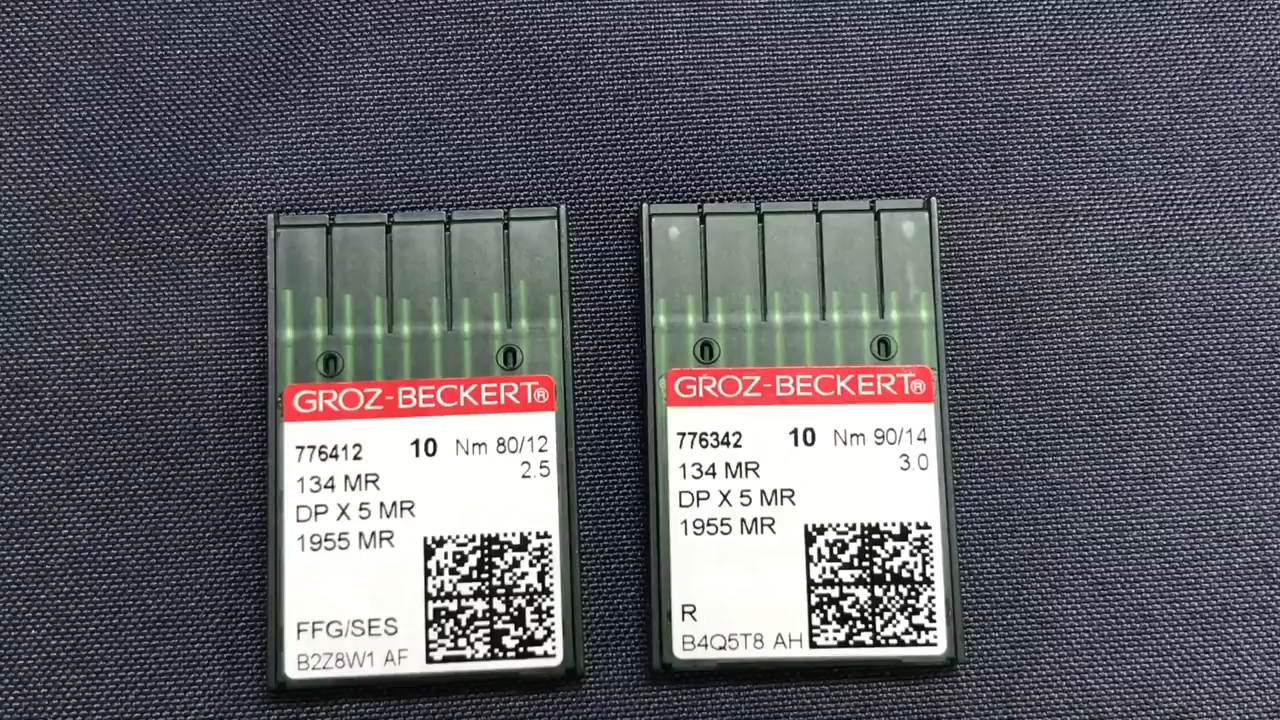 GROZ-BECKERT®
776412 10 Nm 80/12
2.5
134 MR
DP X 5 MR
1955 MR
FFG/SES
B2Z8W1 AF
GROZ-BECKERT®
776342 10 Nm 90/14
3.0
134 MR
DP X 5 MR
1955 MR
R
B4Q5T8 AH